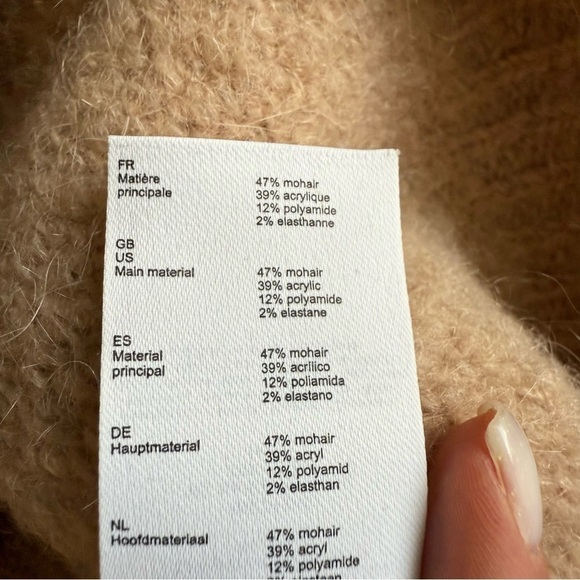 FR
Matière
principale
47% mohair
39% acrylique
12% polyamide
2% elasthanne
GB
US
Main material
47% mohair
39% acrylic
12% polyamide
2% elastane
ES
Material
principal
47% mohair
39% acrílico
12% poliamida
2% elastano
DE
Hauptmaterial
47% mohair
39% acryl
12% polyamid
2% elasthan
NL
Hoofdmateriaal
47% mohair
39% acryl
12% polyamide